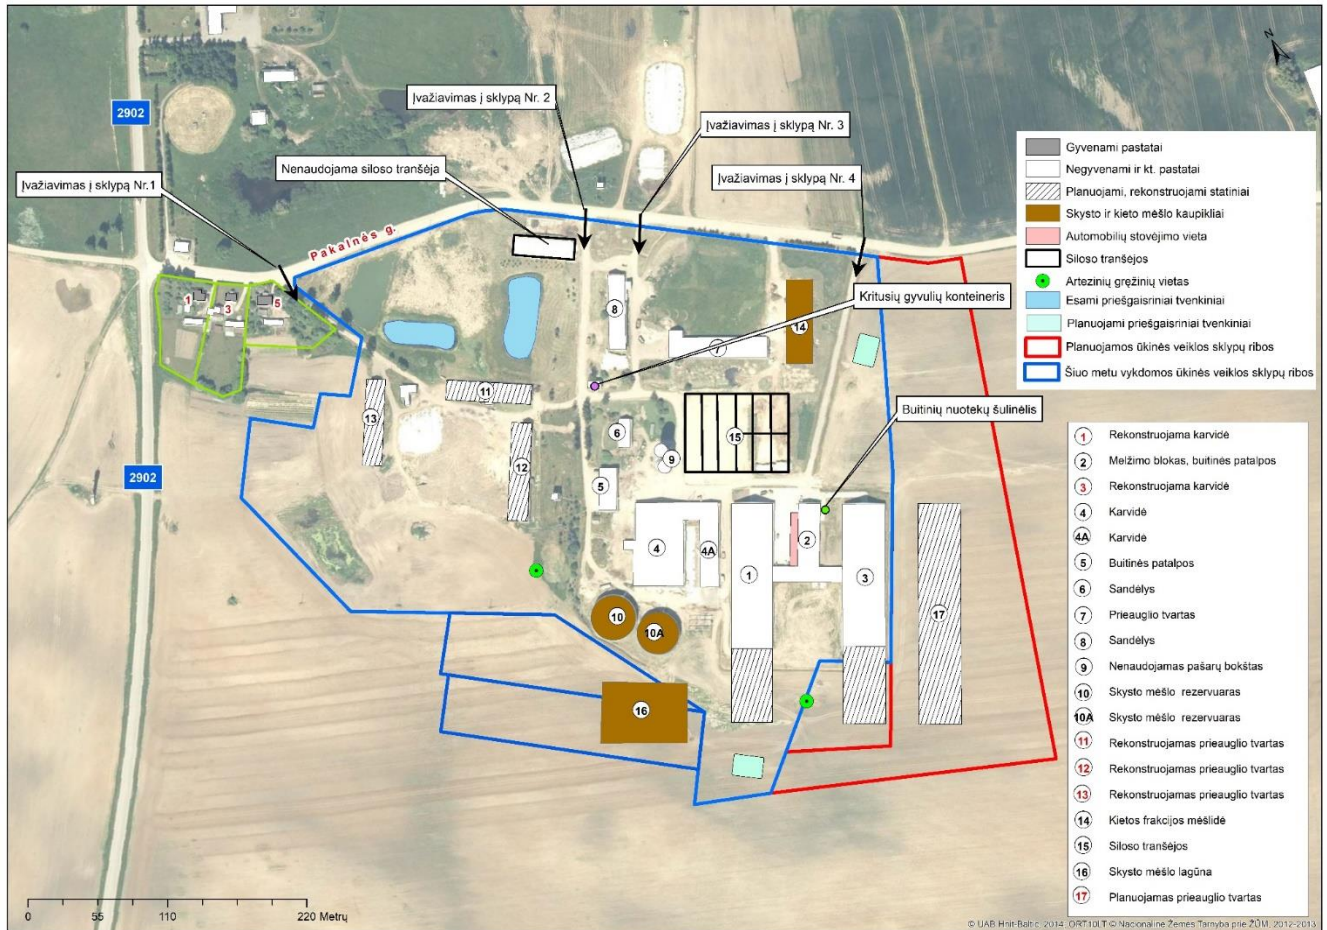 N
2902
Įvažiavimas į sklypą Nr. 2
Įvažiavimas į sklypą Nr. 3
Nenaudojama siloso tranšėja
Įvažiavimas į sklypą Nr.1
Įvažiavimas į sklypą Nr. 4
Pakalnės g.
Gyvenami pastatai
Negyvenami ir kt. pastatai
Planuojami, rekonstruojami statiniai
Skysto ir kieto mėšlo kaupikliai
Automobilių stovėjimo vieta
Siloso tranšėjos
Artezinių gręžinių vietas
Esami priešgaisriniai tvenkiniai
Planuojami priešgaisriniai tvenkiniai
Planuojamos ūkinės veiklos sklypų ribos
Šiuo metu vykdomos ūkinės veiklos sklypų ribos
Kritusių gyvulių konteineris
Buitinių nuotekų šulinėlis
1
3
5
8
14
7
11
13
6
15
12
9
5
2902
4
4A
2
1
3
10
10A
17
16
1 Rekonstruojama karvidė
2 Melžimo blokas, buitinės patalpos
3 Rekonstruojama karvidė
4 Karvidė
4A Karvidė
5 Buitinės patalpos
6 Sandėlys
7 Prieauglio tvartas
8 Sandėlys
9 Nenaudojamas pašarų bokštas
10 Skysto mėšlo rezervuaras
10A Skysto mėšlo rezervuaras
11 Rekonstruojamas prieauglio tvartas
12 Rekonstruojamas prieauglio tvartas
13 Rekonstruojamas prieauglio tvartas
14 Kietos frakcijos mėšlidė
15 Siloso tranšėjos
16 Skysto mėšlo lagūna
17 Planuojamas prieauglio tvartas
0 55 110 220 Metrų
© UAB Hnit-Baltic, 2014, ORT10LT © Nacionalinė Žemės Tarnyba prie ŽŪM, 2012-2013